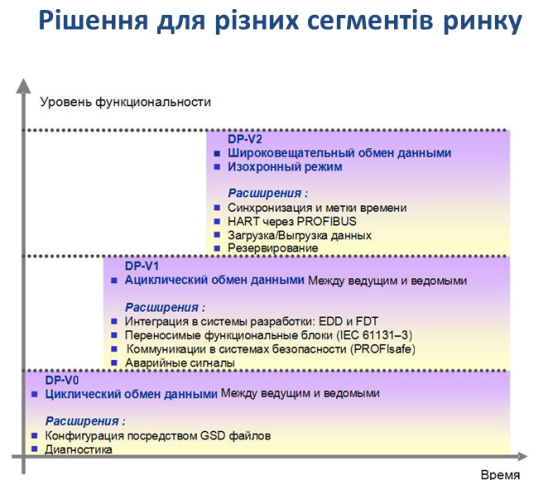 Рішення для різних сегментів ринку
Уровень функциональности
DP-V2
Широковещательный обмен данными
Изохронный режим
Расширения :
Синхронизация и метки времени
HART через PROFIBUS
Загрузка/Выгрузка данных
Резервирование
DP-V1
Ациклический обмен данными Между ведущим и ведомыми
Расширения :
Интеграция в системы разработки: EDD и FDT
Переносимые функциональные блоки (IEC 61131–3)
Коммуникации в системах безопасности (PROFIsafe)
Аварийные сигналы
DP-V0
Циклический обмен данными Между ведущим и ведомыми
Расширения :
Конфигурация посредством GSD файлов
Диагностика
Время